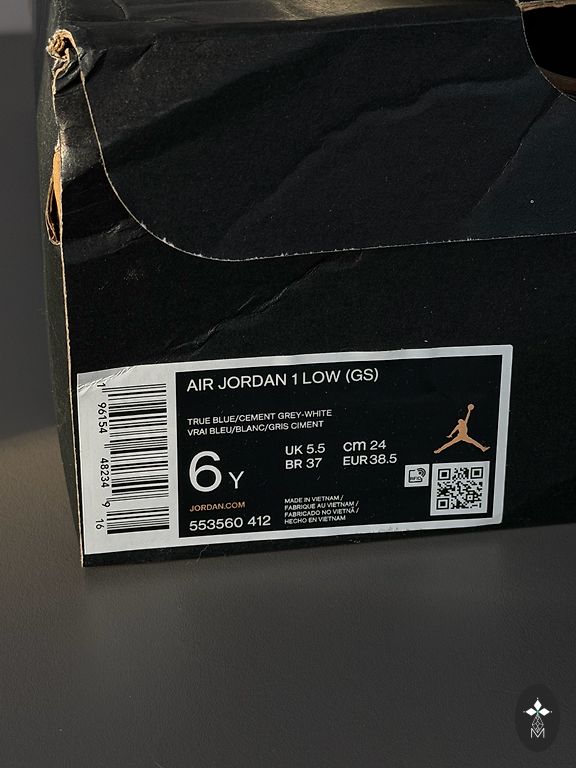 AIR JORDAN 1 LOW (GS)
TRUE BLUE/CEMENT GREY-WHITE
VRAI BLEU/BLANC/GRIS CIMENT
6 Y
UK 5.5 cm 24
BR 37 EUR 38.5
JORDAN.COM
553560 412
MADE IN VIETNAM /
FABRIQUE AU VIETNAM /
FABRICADO NO VIETNÃ /
HECHO EN VIETNAM
RFID
1 96154 48234 9 16
M